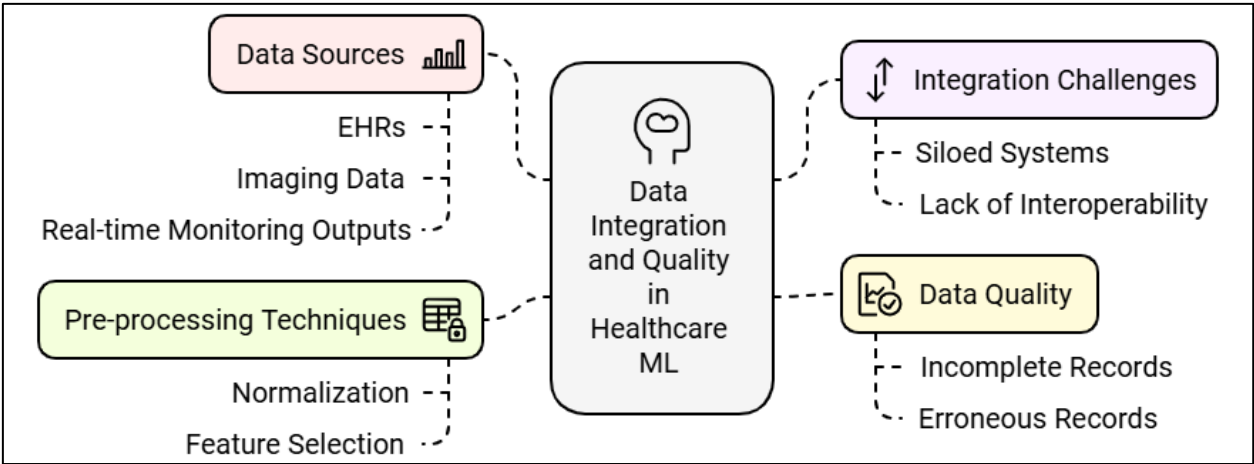 Data Sources
EHRs
Imaging Data
Real-time Monitoring Outputs
Pre-processing Techniques
Normalization
Feature Selection
Data
Integration
and Quality
in
Healthcare
ML
Integration Challenges
Siloed Systems
Lack of Interoperability
Data Quality
Incomplete Records
Erroneous Records